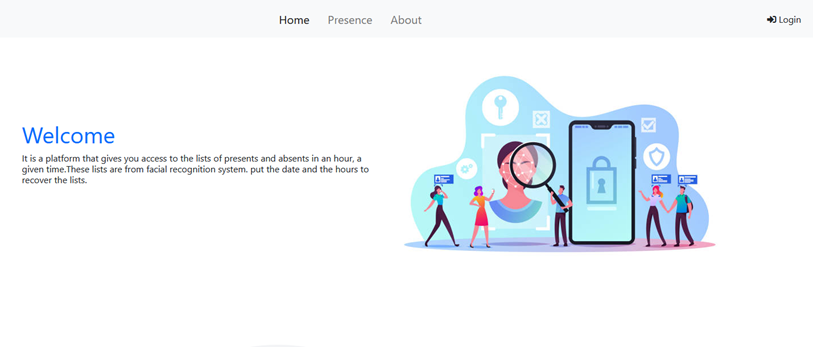 Home Presence About Login
Welcome
It is a platform that gives you access to the lists of presents and absents in an hour, a
given time.These lists are from facial recognition system. put the date and the hours to
recover the lists.